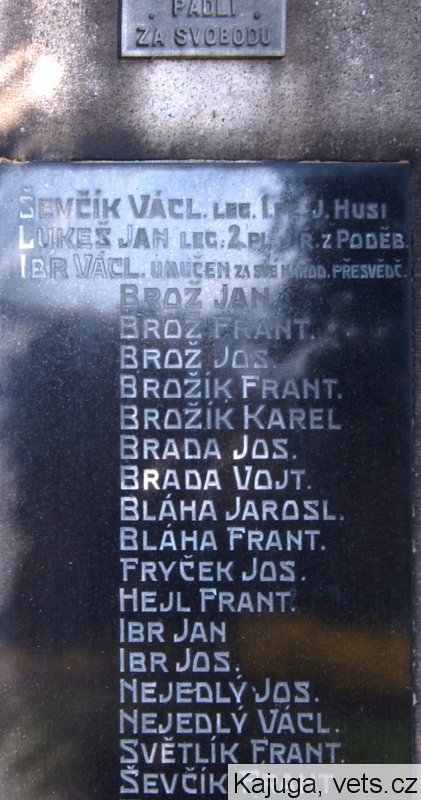 PADLI
ZA SVOBODU
ŠEVČÍK VÁCL. LEG. 1. PL. J. HUSI
LUKEŠ JAN LEG. 2. PL. JIR. Z PODĚB.
IBR VÁCL. UMUČEN ZA SVÉ NÁROD. PŘESVĚDČ.
BROŽ JAN
BROŽ FRANT.
BROŽ JOS.
BROŽÍK FRANT.
BROŽÍK KAREL
BRADA JOS.
BRADA VOJT.
BLÁHA JAROSL.
BLÁHA FRANT.
FRYČEK JOS.
HEJL FRANT.
IBR JAN
IBR JOS.
NEJEDLÝ JOS.
NEJEDLÝ VÁCL.
SVĚTLÍK FRANT.
ŠEVČÍK FRANT.
Kajuga, vets.cz